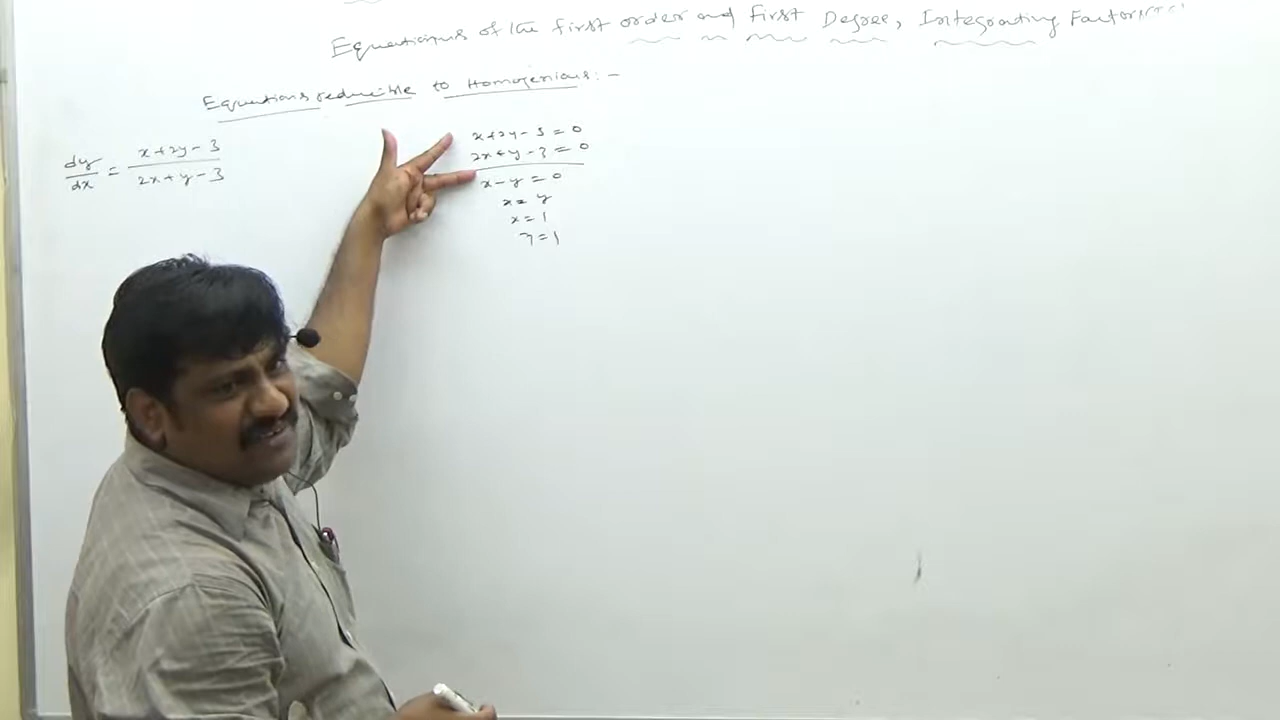 Equations of the first order and first Degree, Integrating Factors
Equations reducible to Homogenious: -
dy/dx = x+2y-3 / 2x+y-3
x+2y-3=0
2x+y-3=0
x-y=0
x=y
x=1
y=1